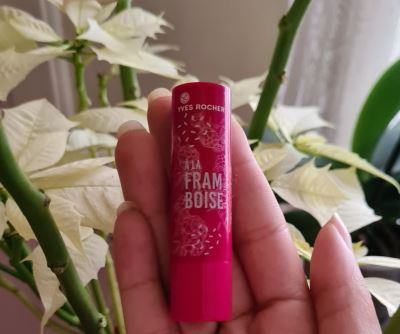 YVES ROCHER
À LA
FRAM
BOISE